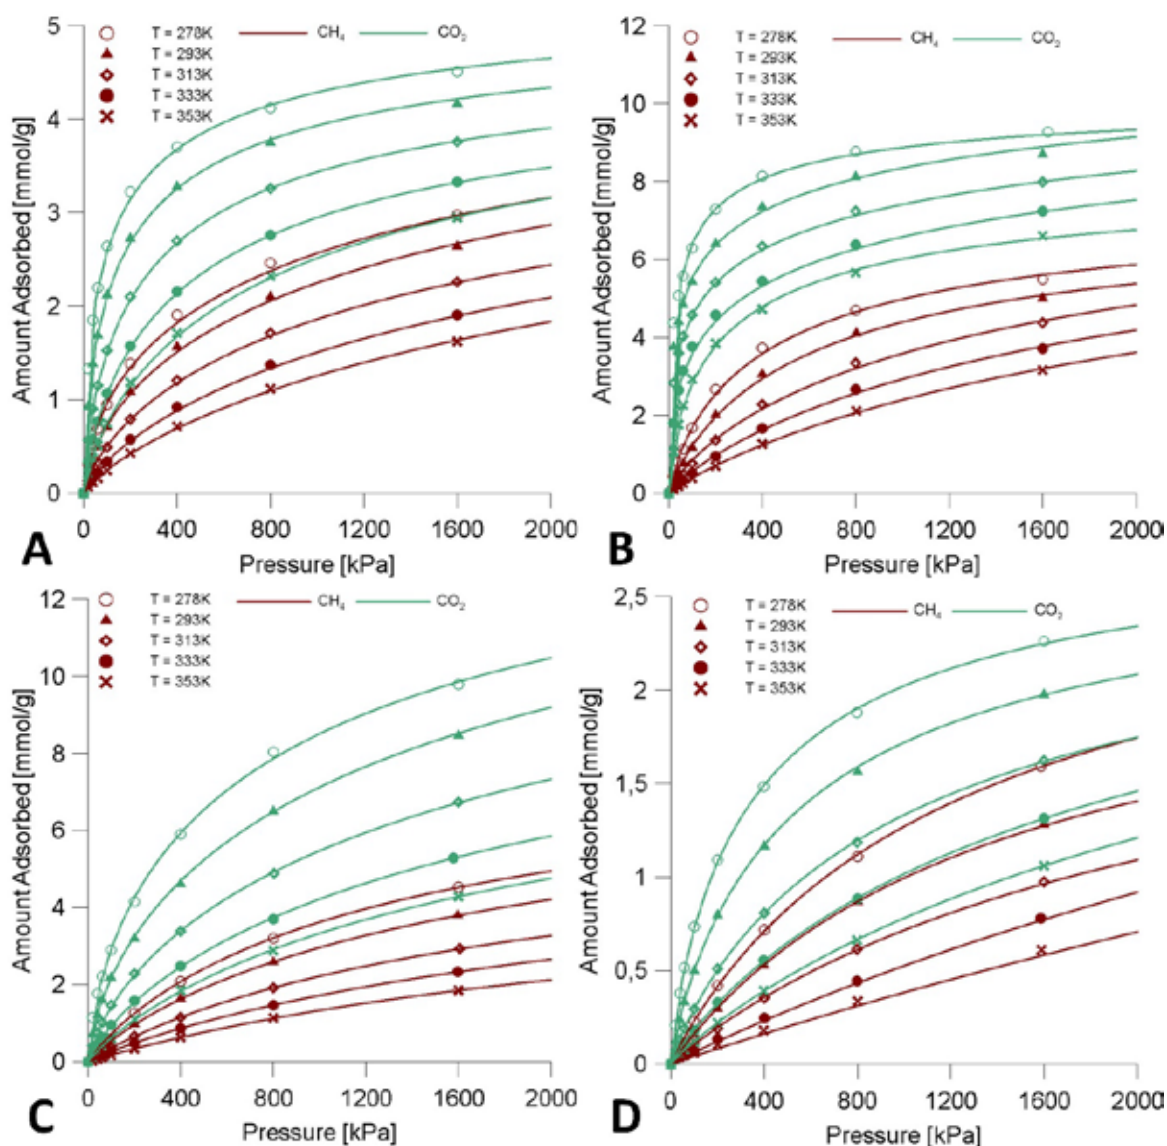 5
4
3
2
1
0
Amount Adsorbed [mmol/g]
T = 278K
T = 293K
T = 313K
T = 333K
T = 353K
CH₄
CO₂
0 400 800 1200 1600 2000
Pressure [kPa]
A
12
10
8
6
4
2
0
Amount Adsorbed [mmol/g]
T = 278K
T = 293K
T = 313K
T = 333K
T = 353K
CH₄
CO₂
0 400 800 1200 1600 2000
Pressure [kPa]
B
12
10
8
6
4
2
0
Amount Adsorbed [mmol/g]
T = 278K
T = 293K
T = 313K
T = 333K
T = 353K
CH₄
CO₂
0 400 800 1200 1600 2000
Pressure [kPa]
C
2,5
2
1,5
1
0,5
0
Amount Adsorbed [mmol/g]
T = 278K
T = 293K
T = 313K
T = 333K
T = 353K
CH₄
CO₂
0 400 800 1200 1600 2000
Pressure [kPa]
D